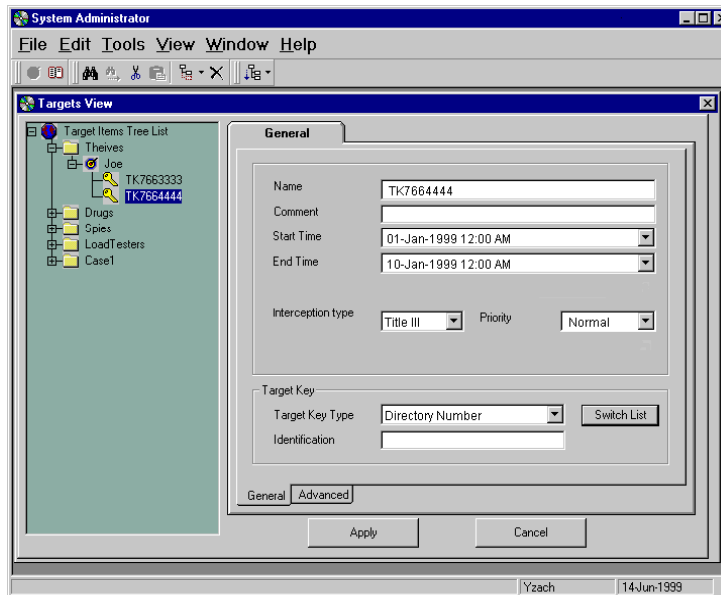 System Administrator
File Edit Tools View Window Help
Targets View
Target Items Tree List
Theives
Joe
TK7663333
TK7664444
Drugs
Spies
LoadTesters
Case1
General
Name TK7664444
Comment
Start Time 01-Jan-1999 12:00 AM
End Time 10-Jan-1999 12:00 AM
Interception type Title III Priority Normal
Target Key
Target Key Type Directory Number Switch List
Identification
General Advanced
Apply Cancel
Yzach 14-Jun-1999